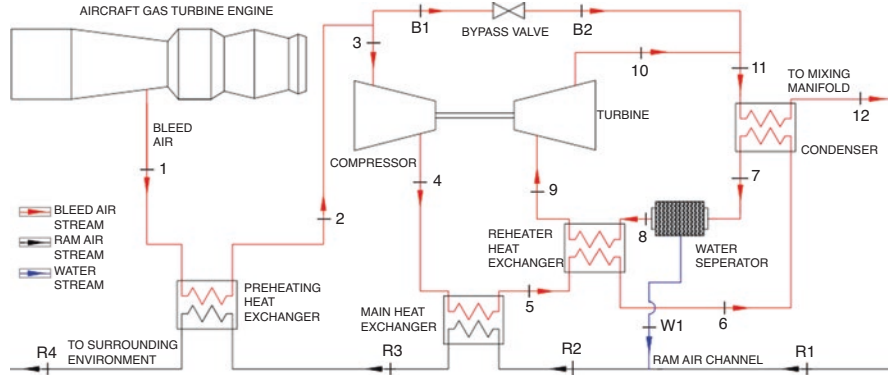 AIRCRAFT GAS TURBINE ENGINE
B1
BYPASS VALVE
B2
3
10
11
TO MIXING
MANIFOLD
12
TURBINE
COMPRESSOR
CONDENSER
BLEED
AIR
1
4
9
7
2
8
BLEED AIR
STREAM
RAM AIR
STREAM
WATER
STREAM
REHEATER
HEAT
EXCHANGER
WATER
SEPERATOR
PREHEATING
HEAT
EXCHANGER
MAIN HEAT
EXCHANGER
5
6
W1
R4
TO SURROUNDING
ENVIRONMENT
R3
R2
RAM AIR CHANNEL
R1